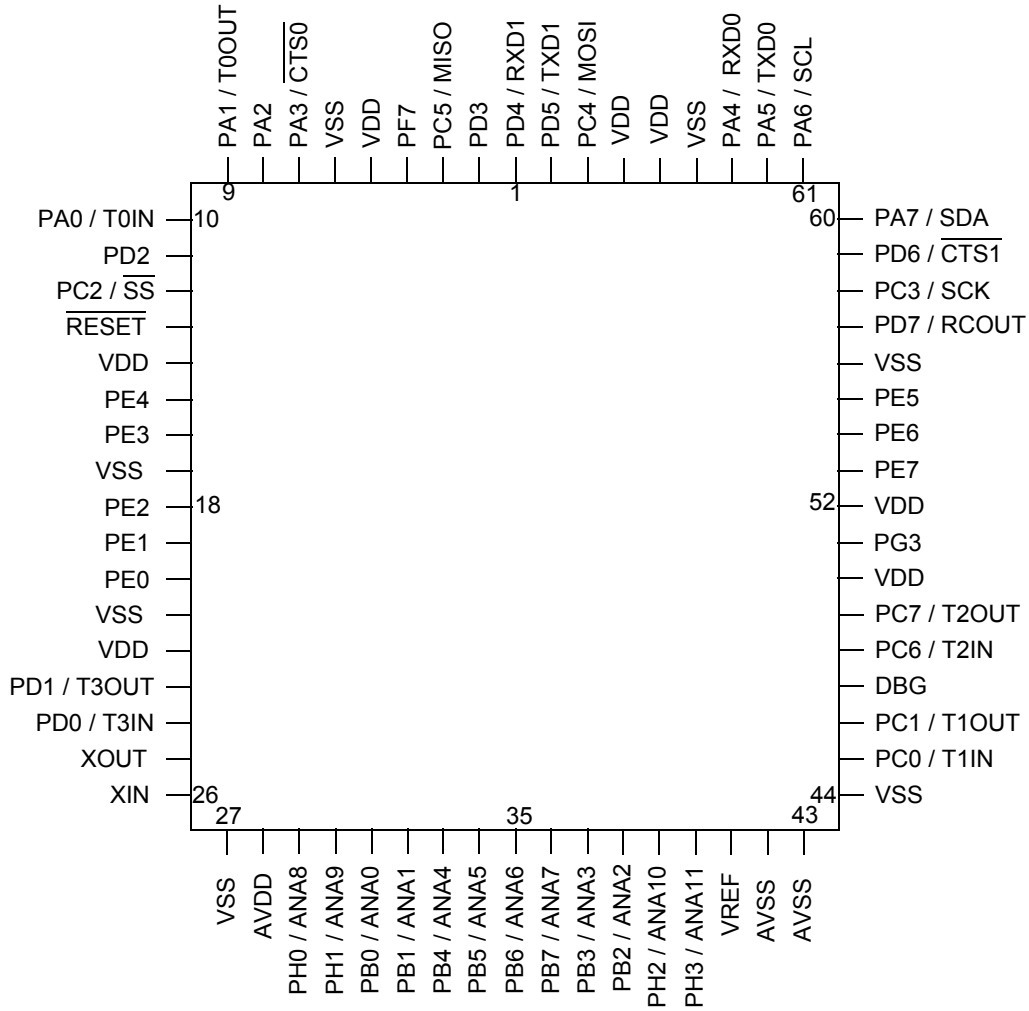 PA1 / T0OUT
PA2
PA3 / CTS0
VSS
VDD
PF7
PC5 / MISO
PD3
PD4 / RXD1
PD5 / TXD1
PC4 / MOSI
VDD
VDD
VSS
PA4 / RXD0
PA5 / TXD0
PA6 / SCL
9
1
61
PA0 / T0IN
10
60
PA7 / SDA
PD2
PD6 / CTS1
PC2 / SS
PC3 / SCK
RESET
PD7 / RCOUT
VDD
VSS
PE4
PE5
PE3
PE6
VSS
PE7
PE2
18
52
VDD
PE1
PG3
PE0
VDD
VSS
PC7 / T2OUT
VDD
PC6 / T2IN
PD1 / T3OUT
DBG
PD0 / T3IN
PC1 / T1OUT
XOUT
PC0 / T1IN
XIN
26
44
VSS
27
35
43
VSS
AVDD
PH0 / ANA8
PH1 / ANA9
PB0 / ANA0
PB1 / ANA1
PB4 / ANA4
PB5 / ANA5
PB6 / ANA6
PB7 / ANA7
PB3 / ANA3
PB2 / ANA2
PH2 / ANA10
PH3 / ANA11
VREF
AVSS
AVSS